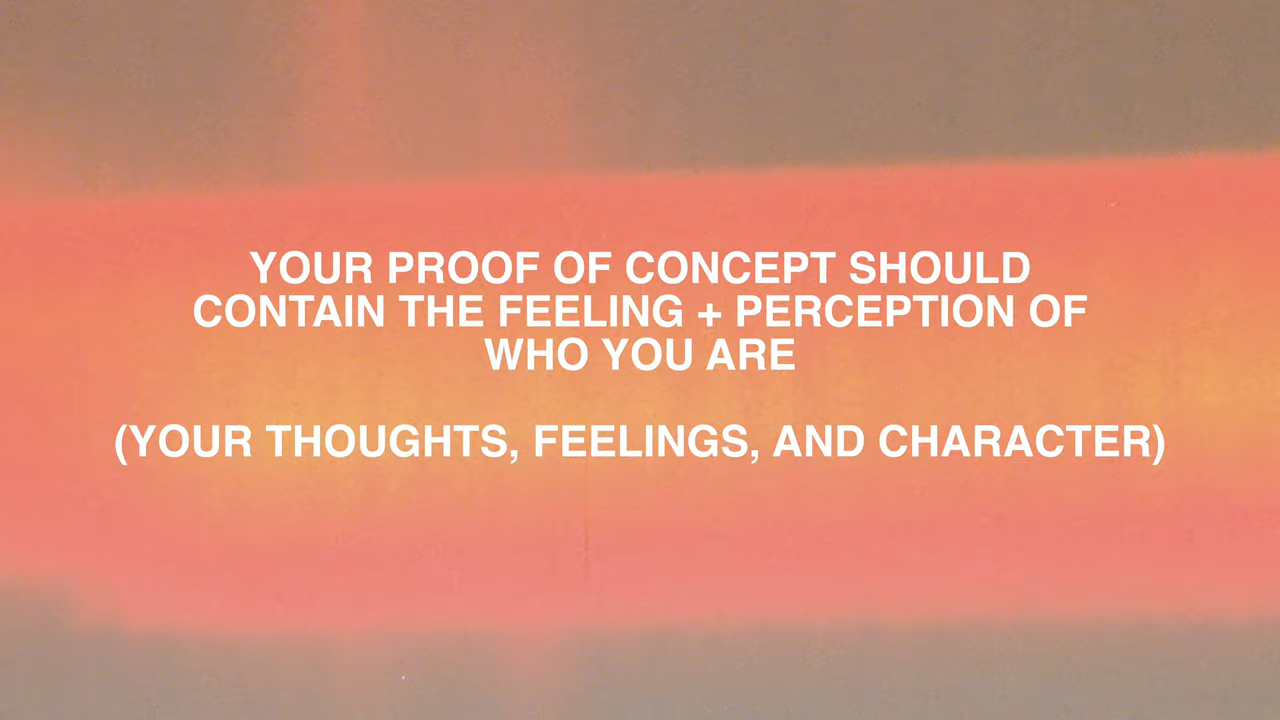 YOUR PROOF OF CONCEPT SHOULD
CONTAIN THE FEELING + PERCEPTION OF
WHO YOU ARE
(YOUR THOUGHTS, FEELINGS, AND CHARACTER)